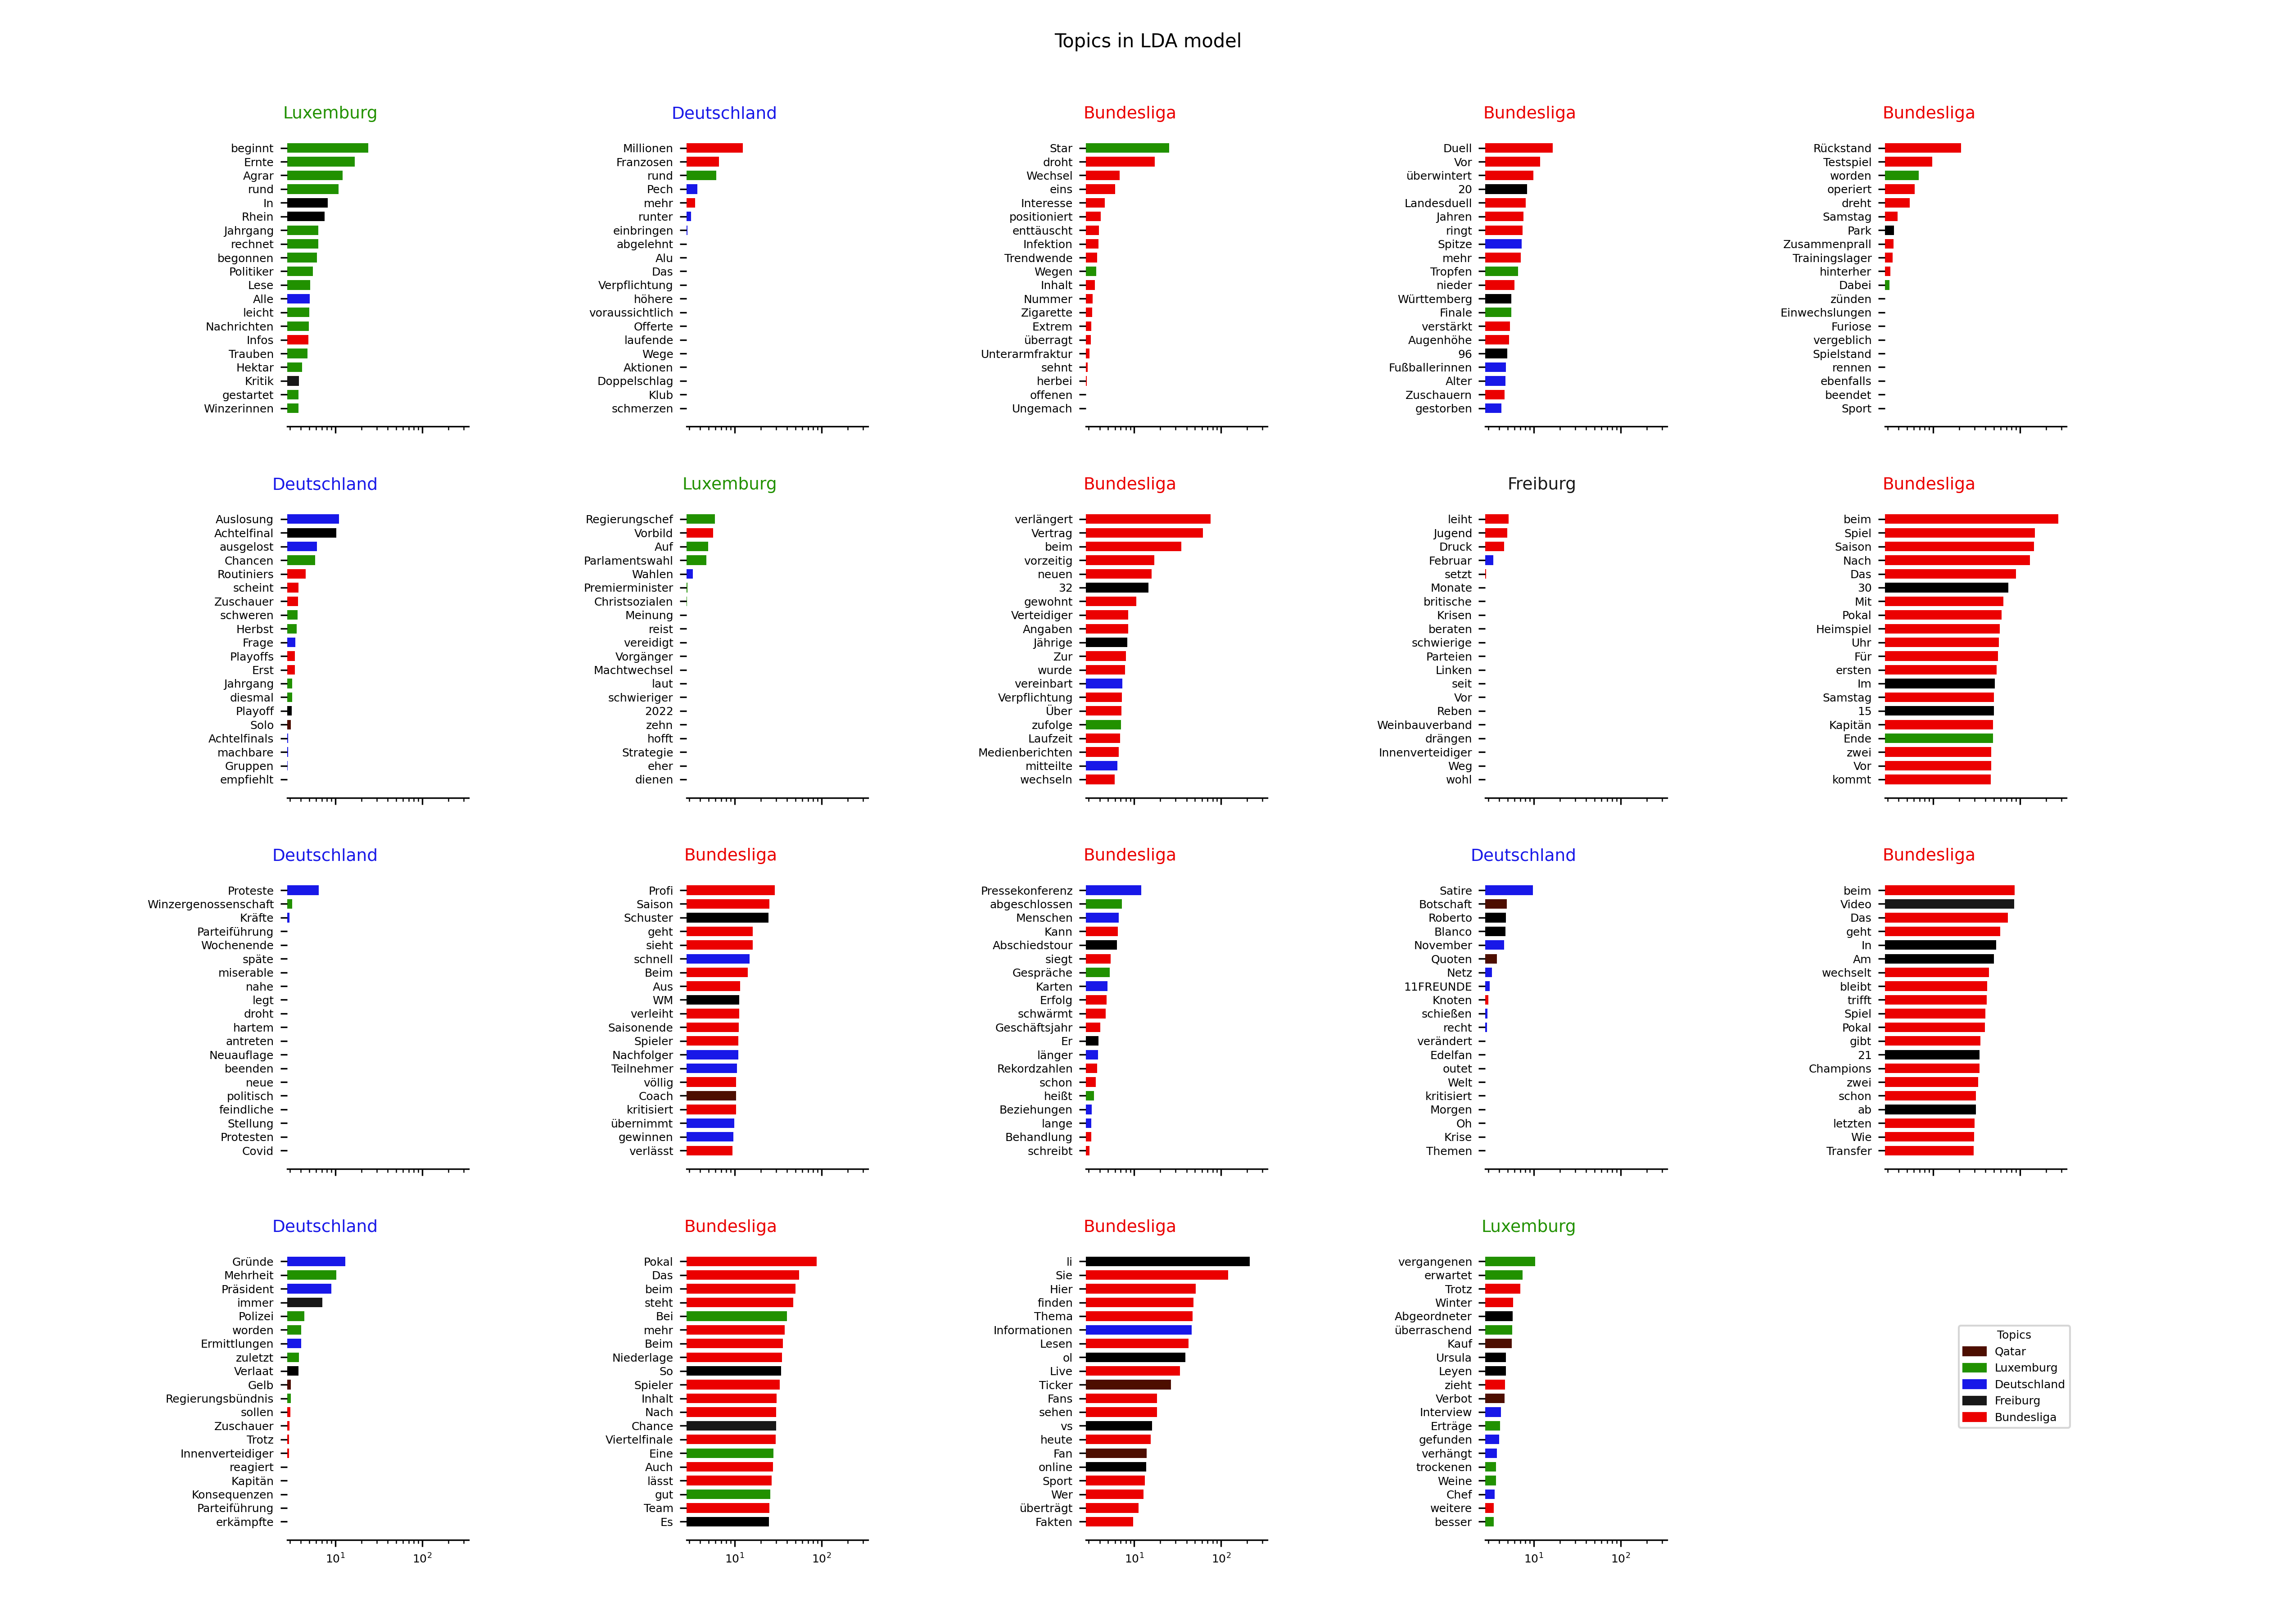 Topics in LDA model
Luxemburg
beginnt
Ernte
Agrar
rund
In
Rhein
Jahrgang
rechnet
begonnen
Politiker
Lese
Alle
leicht
Nachrichten
Infos
Trauben
Hektar
Kritik
gestartet
Winzerinnen
Deutschland
Millionen
Franzosen
rund
Pech
mehr
runter
einbringen
abgelehnt
Alu
Das
Verpflichtung
höhere
voraussichtlich
Offerte
laufende
Wege
Aktionen
Doppelschlag
Klub
schmerzen
Bundesliga
Star
droht
Wechsel
eins
Interesse
positioniert
enttäuscht
Infektion
Trendwende
Wegen
Inhalt
Nummer
Zigarette
Extrem
überragt
Unterarmfraktur
sehnt
herbei
offenen
Ungemach
Bundesliga
Duell
Vor
überwintert
20
Landesduell
Jahren
ringt
Spitze
mehr
Tropfen
nieder
Württemberg
Finale
verstärkt
Augenhöhe
96
Fußballerinnen
Alter
Zuschauern
gestorben
Bundesliga
Rückstand
Testspiel
worden
operiert
dreht
Samstag
Park
Zusammenprall
Trainingslager
hinterher
Dabei
zünden
Einwechslungen
Furiose
vergeblich
Spielstand
rennen
ebenfalls
beendet
Sport
Deutschland
Auslosung
Achtelfinal
ausgelost
Chancen
Routiniers
scheint
Zuschauer
schweren
Herbst
Frage
Playoffs
Erst
Jahrgang
diesmal
Playoff
Solo
Achtelfinals
machbare
Gruppen
empfiehlt
Luxemburg
Regierungschef
Vorbild
Auf
Parlamentswahl
Wahlen
Premierminister
Christsozialen
Meinung
reist
vereidigt
Vorgänger
Machtwechsel
laut
schwieriger
2022
zehn
hofft
Strategie
eher
dienen
Bundesliga
verlängert
Vertrag
beim
vorzeitig
neuen
32
gewohnt
Verteidiger
Angaben
Jährige
Zur
wurde
vereinbart
Verpflichtung
Über
zufolge
Laufzeit
Medienberichten
mitteilte
wechseln
Freiburg
leiht
Jugend
Druck
Februar
setzt
Monate
britische
Krisen
beraten
schwierige
Parteien
Linken
seit
Vor
Reben
Weinbauverband
drängen
Innenverteidiger
Weg
wohl
Bundesliga
beim
Spiel
Saison
Nach
Das
30
Mit
Pokal
Heimspiel
Uhr
Für
ersten
Im
Samstag
15
Kapitän
Ende
zwei
Vor
kommt
Deutschland
Proteste
Winzergenossenschaft
Kräfte
Parteiführung
Wochenende
späte
miserable
nahe
legt
droht
hartem
antreten
Neuauflage
beenden
neue
politisch
feindliche
Stellung
Protesten
Covid
Bundesliga
Profi
Saison
Schuster
geht
sieht
schnell
Beim
Aus
WM
verleiht
Saisonende
Spieler
Nachfolger
Teilnehmer
völlig
Coach
kritisiert
übernimmt
gewinnen
verlässt
Bundesliga
Pressekonferenz
abgeschlossen
Menschen
Kann
Abschiedstour
siegt
Gespräche
Karten
Erfolg
schwärmt
Geschäftsjahr
Er
länger
Rekordzahlen
schon
heißt
Beziehungen
lange
Behandlung
schreibt
Deutschland
Satire
Botschaft
Roberto
Blanco
November
Quoten
Netz
11FREUNDE
Knoten
schießen
recht
verändert
Edelfan
outet
Welt
kritisiert
Morgen
Oh
Krise
Themen
Bundesliga
beim
Video
Das
geht
In
Am
wechselt
bleibt
trifft
Spiel
Pokal
gibt
21
Champions
zwei
schon
ab
letzten
Wie
Transfer
Deutschland
Gründe
Mehrheit
Präsident
immer
Polizei
worden
Ermittlungen
zuletzt
Verlaat
Gelb
Regierungsbündnis
sollen
Zuschauer
Trotz
Innenverteidiger
reagiert
Kapitän
Konsequenzen
Parteiführung
erkämpfte
10¹ 10²
Bundesliga
Pokal
Das
beim
steht
Bei
mehr
Beim
Niederlage
So
Spieler
Inhalt
Nach
Chance
Viertelfinale
Eine
Auch
lässt
gut
Team
Es
10¹ 10²
Bundesliga
li
Sie
Hier
finden
Thema
Informationen
Lesen
ol
Live
Ticker
Fans
sehen
vs
heute
Fan
online
Sport
Wer
überträgt
Fakten
10¹ 10²
Luxemburg
vergangenen
erwartet
Trotz
Winter
Abgeordneter
überraschend
Kauf
Ursula
Leyen
zieht
Verbot
Interview
Erträge
gefunden
verhängt
trockenen
Weine
Chef
weitere
besser
10¹ 10²
Topics
Qatar
Luxemburg
Deutschland
Freiburg
Bundesliga